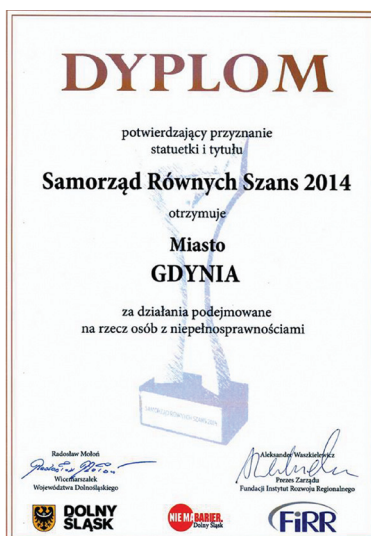 DYPLOM
potwierdzający przyznanie
statuetki i tytułu
Samorząd Równych Szans 2014
otrzymuje
Miasto
GDYNIA
za działania podejmowane
na rzecz osób z niepełnosprawnościami
Radosław Mołoń
Wicemarszałek
Województwa Dolnośląskiego
Aleksander Waszkielewicz
Prezes Zarządu
Fundacji Instytut Rozwoju Regionalnego
DOLNY
ŚLĄSK
NIE MA BARIER.
Dolny Śląsk
FiRR